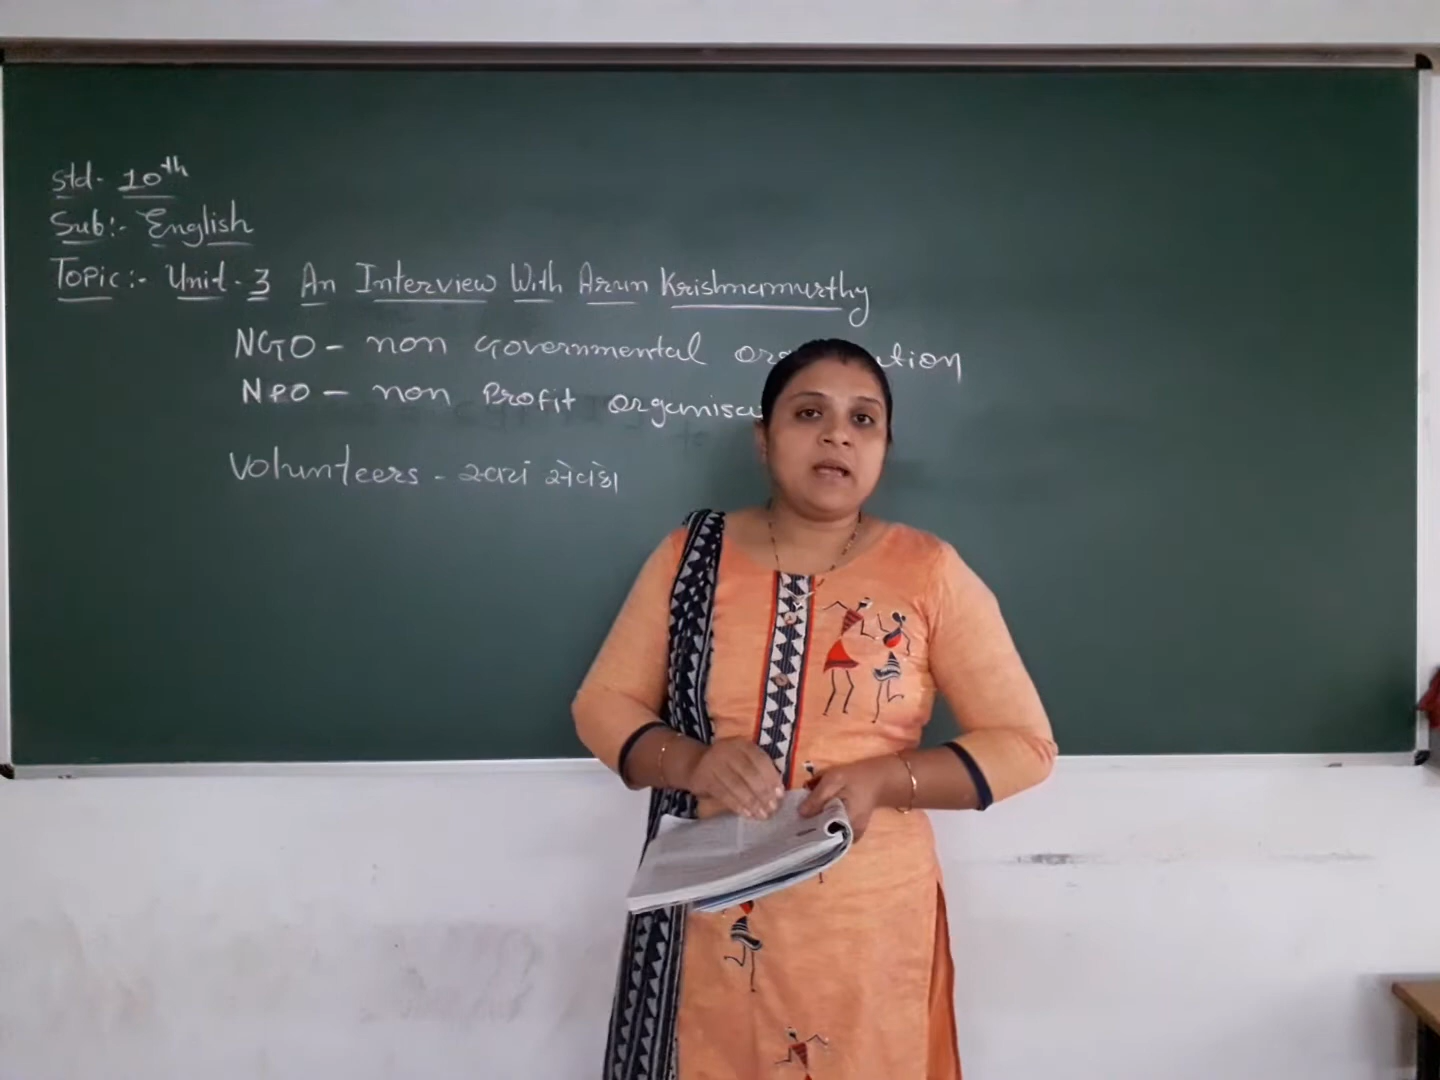 Std- 10th
Sub:- English
Topic:- Unit-3 An Interview With Arun Krishnamurthy
NGO - non Governmental
NPO - non Profit
Volunteers - સ્વયં સેવકો